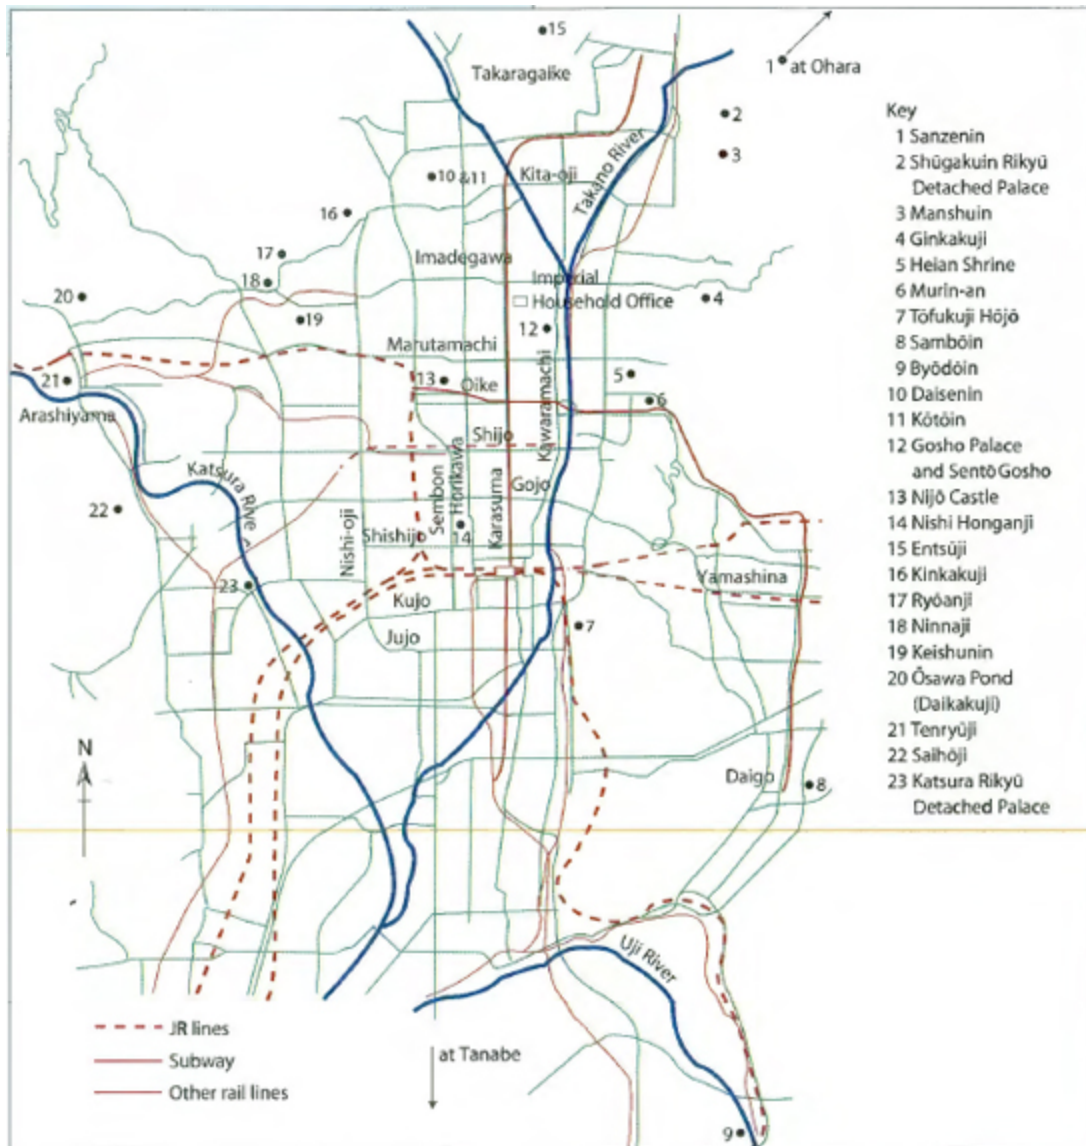 15
Takaragaike
1 at Ohara
2
3
Takano River
10 &11
Kita-oji
16
17
Imadegawa
18
Imperial
Household Office
20
4
19
12
Marutamachi
Kawaramachi
5
21
13
Oike
6
Arashiyama
Shijo
Katsura River
Sembon
Horikawa
Karasuma
Gojo
22
Nishi-oji
Shishijo
14
Yamashina
23
Kujo
7
Jujo
N
Daigo
8
Uji River
JR lines
Subway
Other rail lines
at Tanabe
9
Key
1 Sanzenin
2 Shūgakuin Rikyū
Detached Palace
3 Manshuin
4 Ginkakuji
5 Heian Shrine
6 Murin-an
7 Tōfukuji Hōjō
8 Sambōin
9 Byōdōin
10 Daisenin
11 Kōtōin
12 Gosho Palace
and Sentō Gosho
13 Nijō Castle
14 Nishi Honganji
15 Entsūji
16 Kinkakuji
17 Ryōanji
18 Ninnaji
19 Keishunin
20 Ōsawa Pond
(Daikakuji)
21 Tenryūji
22 Saihōji
23 Katsura Rikyū
Detached Palace